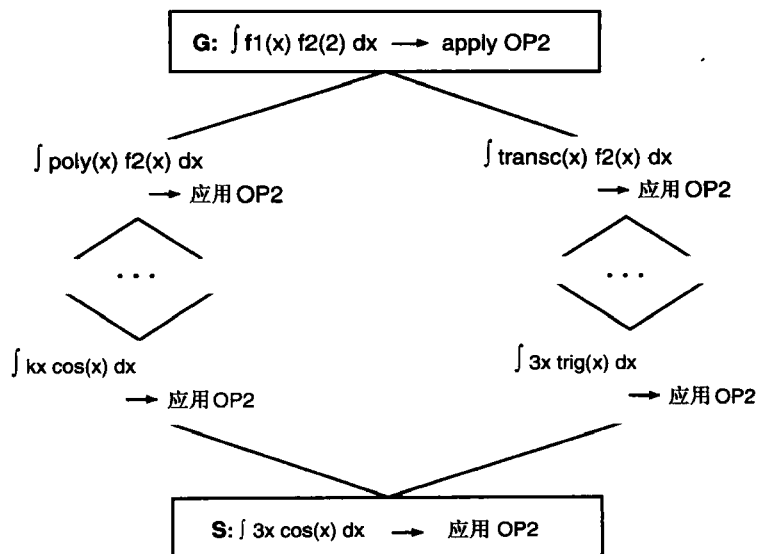 G: ∫ f1(x) f2(2) dx → apply OP2
∫ poly(x) f2(x) dx
→ 应用 OP2
∫ transc(x) f2(x) dx
→ 应用 OP2
...
...
∫ kx cos(x) dx
→ 应用 OP2
∫ 3x trig(x) dx
→ 应用 OP2
S: ∫ 3x cos(x) dx → 应用 OP2